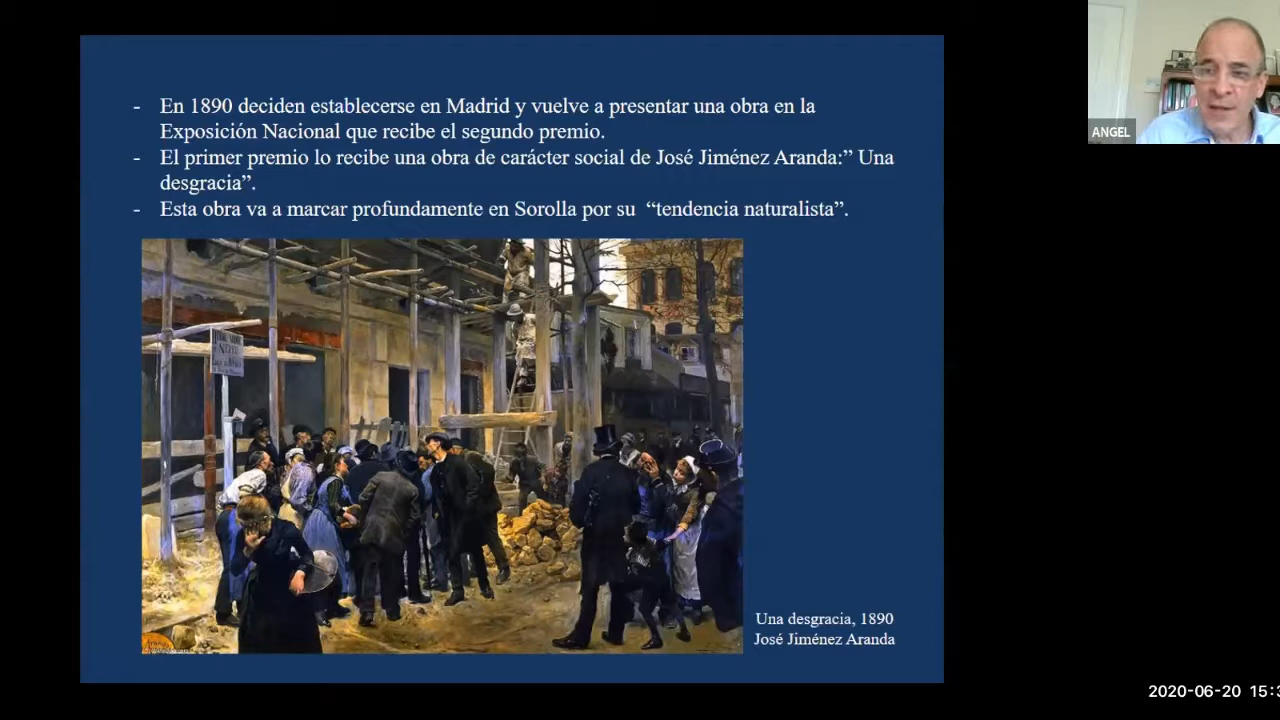 - En 1890 deciden establecerse en Madrid y vuelve a presentar una obra en la
Exposición Nacional que recibe el segundo premio.
- El primer premio lo recibe una obra de carácter social de José Jiménez Aranda:” Una
desgracia”.
- Esta obra va a marcar profundamente en Sorolla por su “tendencia naturalista”.
Una desgracia, 1890
José Jiménez Aranda
ANGEL
2020-06-20 15:3